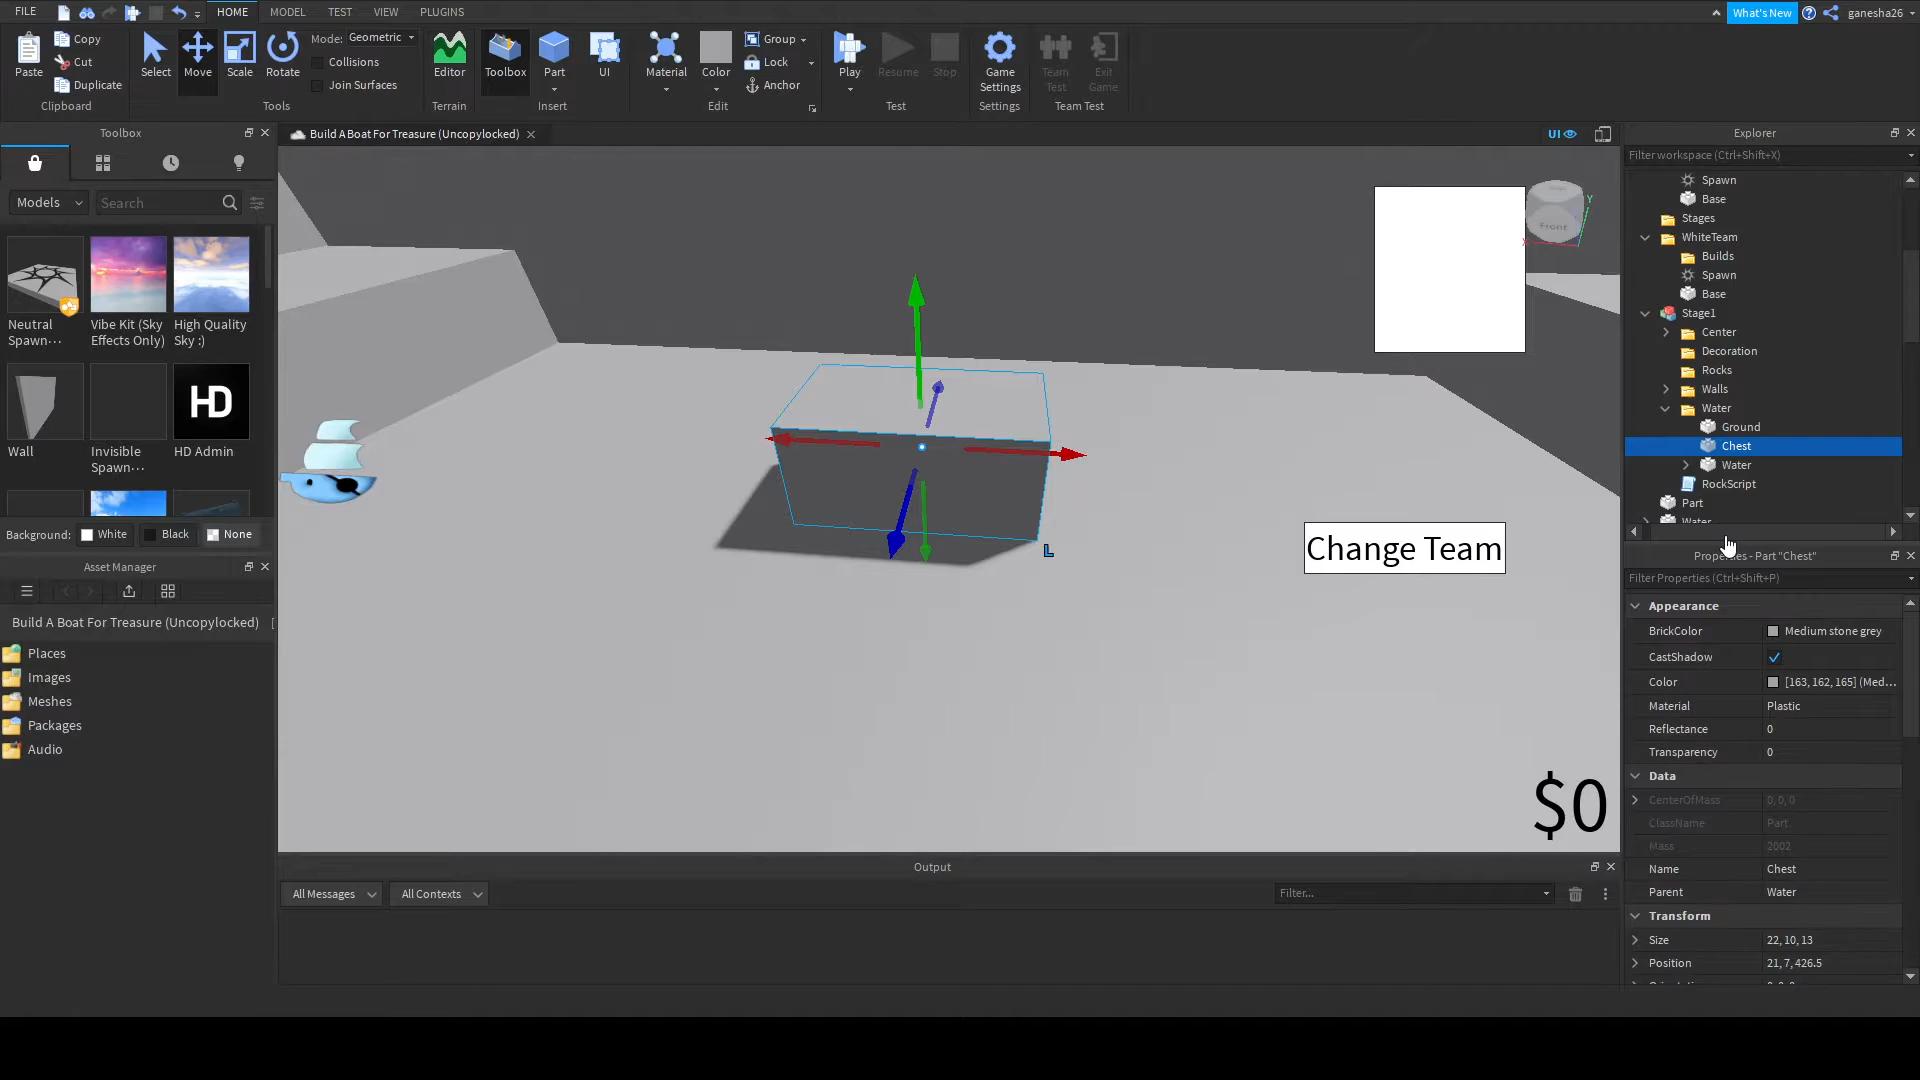 FILE
HOME
MODEL
TEST
VIEW
PLUGINS
What's New
ganesha26
Paste
Copy
Cut
Duplicate
Clipboard
Select
Move
Scale
Rotate
Mode: Geometric
Collisions
Join Surfaces
Tools
Editor
Terrain
Toolbox
Part
UI
Insert
Material
Color
Group
Lock
Anchor
Edit
Play
Resume
Stop
Test
Game
Settings
Settings
Team
Test
Exit
Game
Team Test
Toolbox
Models
Search
Neutral
Spawn...
Vibe Kit (Sky
Effects Only)
High Quality
Sky :)
Wall
Invisible
Spawn...
HD
HD Admin
Background: White Black None
Asset Manager
Build A Boat For Treasure (Uncopylocked)
Places
Images
Meshes
Packages
Audio
Build A Boat For Treasure (Uncopylocked)
UI
Front
Y
X
L
Change Team
$0
Output
All Messages
All Contexts
Filter...
Explorer
Filter workspace (Ctrl+Shift+X)
Spawn
Base
Stages
WhiteTeam
Builds
Spawn
Base
Stage1
Center
Decoration
Rocks
Walls
Water
Ground
Chest
Water
RockScript
Part
Water
Properties - Part "Chest"
Filter Properties (Ctrl+Shift+P)
Appearance
BrickColor Medium stone grey
CastShadow
Color [163, 162, 165] (Med...
Material Plastic
Reflectance 0
Transparency 0
Data
CenterOfMass 0, 0, 0
ClassName Part
Mass 2002
Name Chest
Parent Water
Transform
Size 22, 10, 13
Position 21, 7, 426.5